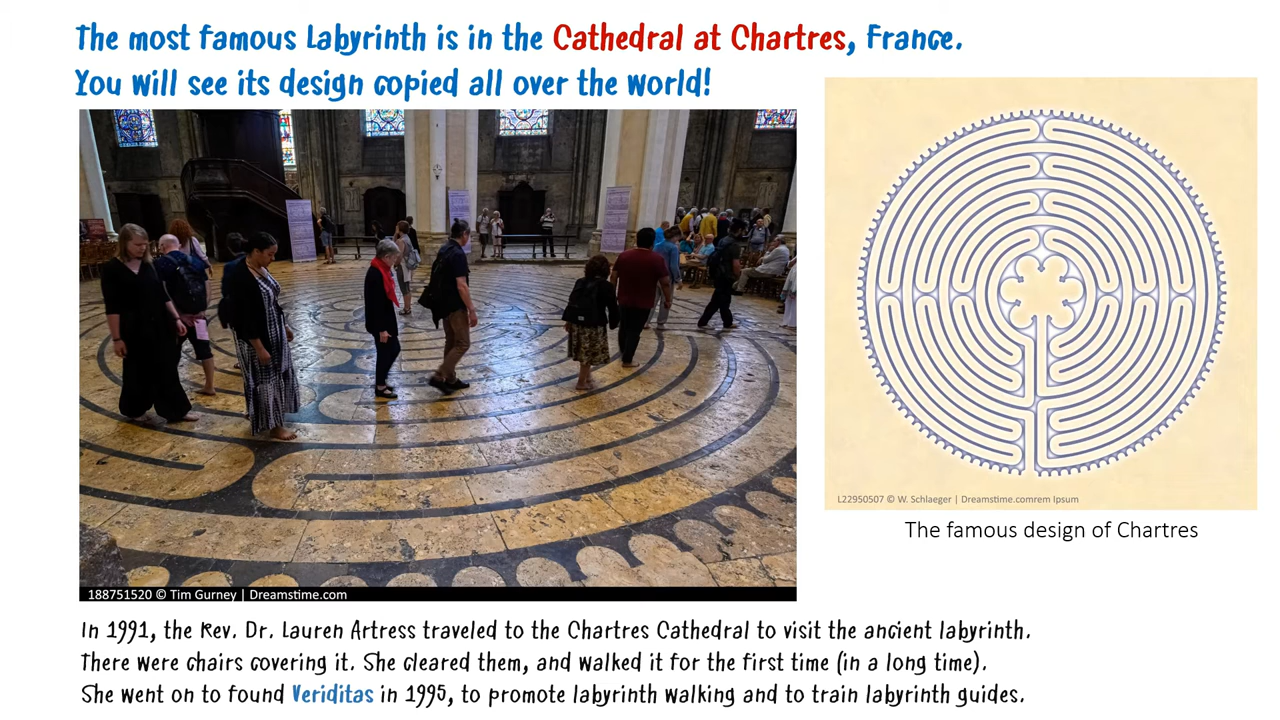 The most famous Labyrinth is in the Cathedral at Chartres, France.
You will see its design copied all over the world!
188751520 © Tim Gurney | Dreamstime.com
L22950507 © W. Schlaeger | Dreamstime.comrem Ipsum
The famous design of Chartres
In 1991, the Rev. Dr. Lauren Artress traveled to the Chartres Cathedral to visit the ancient labyrinth.
There were chairs covering it. She cleared them, and walked it for the first time (in a long time).
She went on to found Veriditas in 1995, to promote labyrinth walking and to train labyrinth guides.